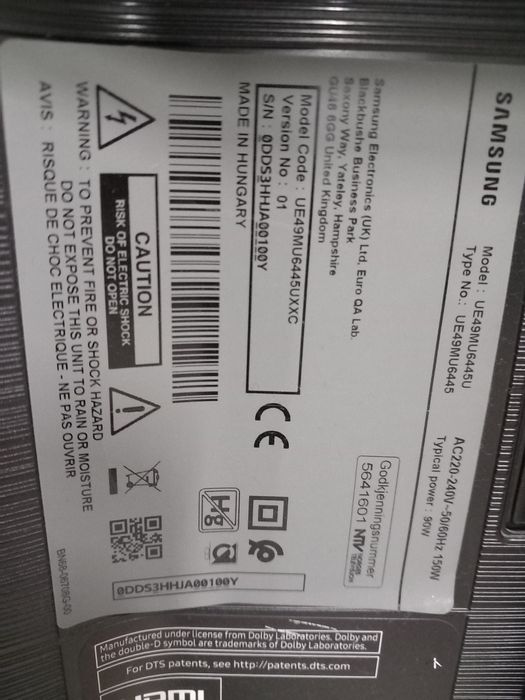 SAMSUNG
Model : UE49MU6445U
Type No.: UE49MU6445
AC220-240V~50/60Hz 150W
Typical power : 90W
Samsung Electronics (UK) Ltd, Euro QA Lab.
Blackbushe Business Park
Saxony Way, Yateley, Hampshire
GU46 6GG United Kingdom
Godkjenningsnummer
5641601 NTV
Model Code : UE49MU6445UXXC
Version No : 01
S/N : 0DDS3HHJA00100Y
MADE IN HUNGARY
CE
Hg
CAUTION
RISK OF ELECTRIC SHOCK
DO NOT OPEN
0DDS3HHJA00100Y
WARNING : TO PREVENT FIRE OR SHOCK HAZARD
DO NOT EXPOSE THIS UNIT TO RAIN OR MOISTURE
AVIS : RISQUE DE CHOC ELECTRIQUE - NE PAS OUVRIR
Manufactured under license from Dolby Laboratories. Dolby and
the double-D symbol are trademarks of Dolby Laboratories.
For DTS patents, see http://patents.dts.com
HDMI